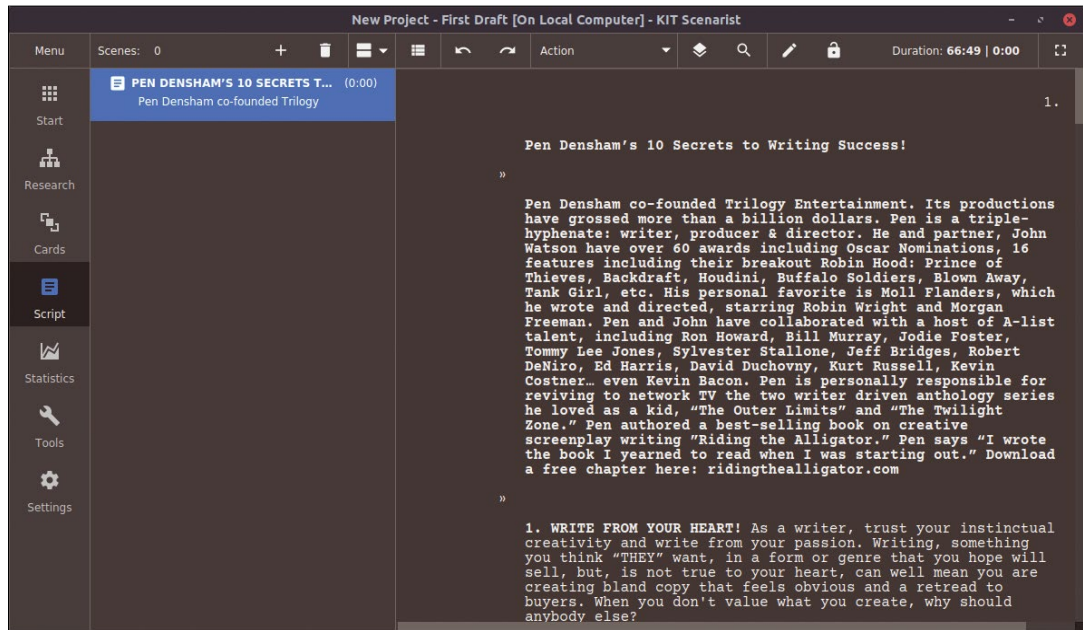 New Project - First Draft [On Local Computer] - KIT Scenarist
Menu
Scenes: 0
Action
Duration: 66:49 | 0:00
Start
Research
Cards
Script
Statistics
Tools
Settings
PEN DENSHAM'S 10 SECRETS T... (0:00)
Pen Densham co-founded Trilogy
1.
Pen Densham's 10 Secrets to Writing Success!
»
Pen Densham co-founded Trilogy Entertainment. Its productions
have grossed more than a billion dollars. Pen is a triple-
hyphenate: writer, producer & director. He and partner, John
Watson have over 60 awards including Oscar Nominations, 16
features including their breakout Robin Hood: Prince of
Thieves, Backdraft, Houdini, Buffalo Soldiers, Blown Away,
Tank Girl, etc. His personal favorite is Moll Flanders, which
he wrote and directed, starring Robin Wright and Morgan
Freeman. Pen and John have collaborated with a host of A-list
talent, including Ron Howard, Bill Murray, Jodie Foster,
Tommy Lee Jones, Sylvester Stallone, Jeff Bridges, Robert
DeNiro, Ed Harris, David Duchovny, Kurt Russell, Kevin
Costner… even Kevin Bacon. Pen is personally responsible for
reviving to network TV the two writer driven anthology series
he loved as a kid, “The Outer Limits” and “The Twilight
Zone.” Pen authored a best-selling book on creative
screenplay writing ”Riding the Alligator.” Pen says “I wrote
the book I yearned to read when I was starting out.” Download
a free chapter here: ridingthealligator.com
»
1. WRITE FROM YOUR HEART! As a writer, trust your instinctual
creativity and write from your passion. Writing, something
you think “THEY” want, in a form or genre that you hope will
sell, but, is not true to your heart, can well mean you are
creating bland copy that feels obvious and a retread to
buyers. When you don't value what you create, why should
anybody else?